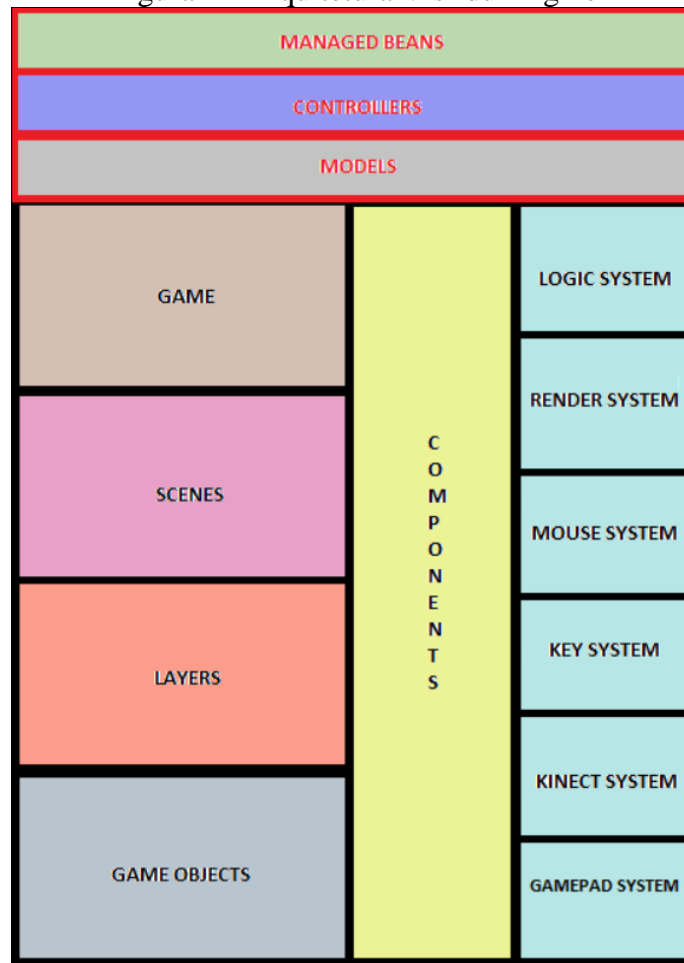 MANAGED BEANS
CONTROLLERS
MODELS
GAME
SCENES
LAYERS
GAME OBJECTS
C
O
M
P
O
N
E
N
T
S
LOGIC SYSTEM
RENDER SYSTEM
MOUSE SYSTEM
KEY SYSTEM
KINECT SYSTEM
GAMEPAD SYSTEM